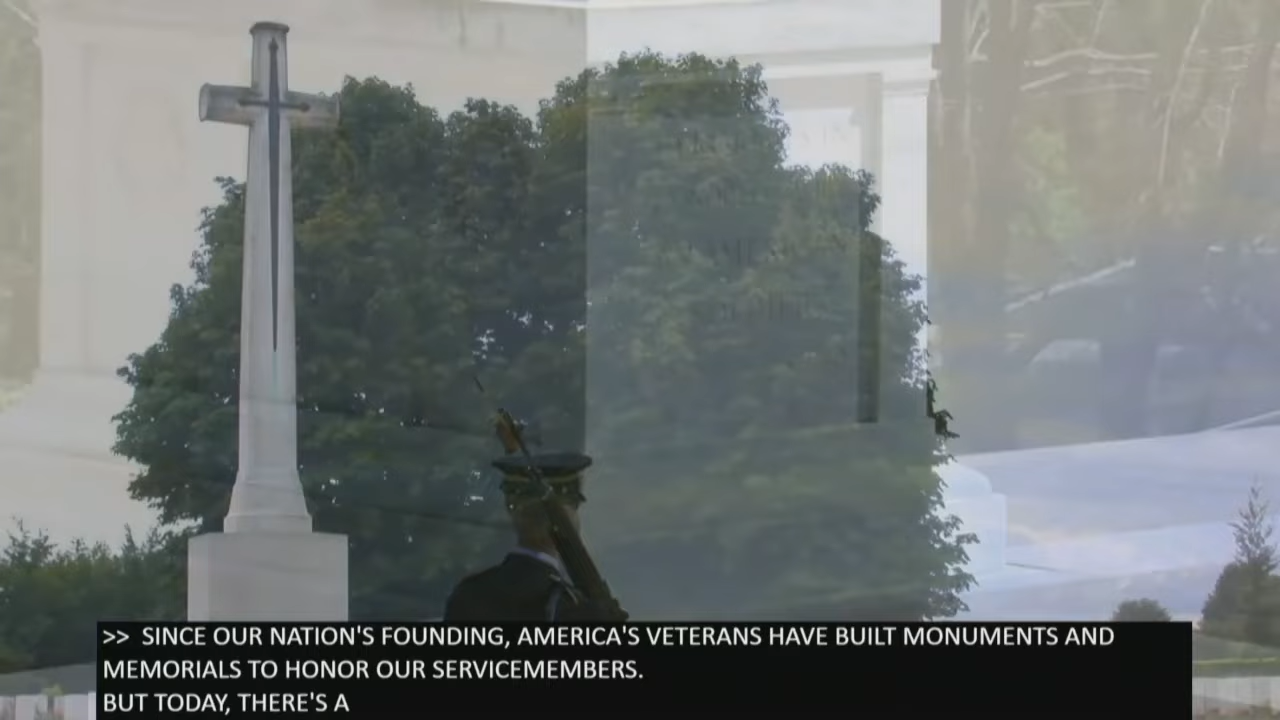 >> SINCE OUR NATION'S FOUNDING, AMERICA'S VETERANS HAVE BUILT MONUMENTS AND
MEMORIALS TO HONOR OUR SERVICEMEMBERS.
BUT TODAY, THERE'S A